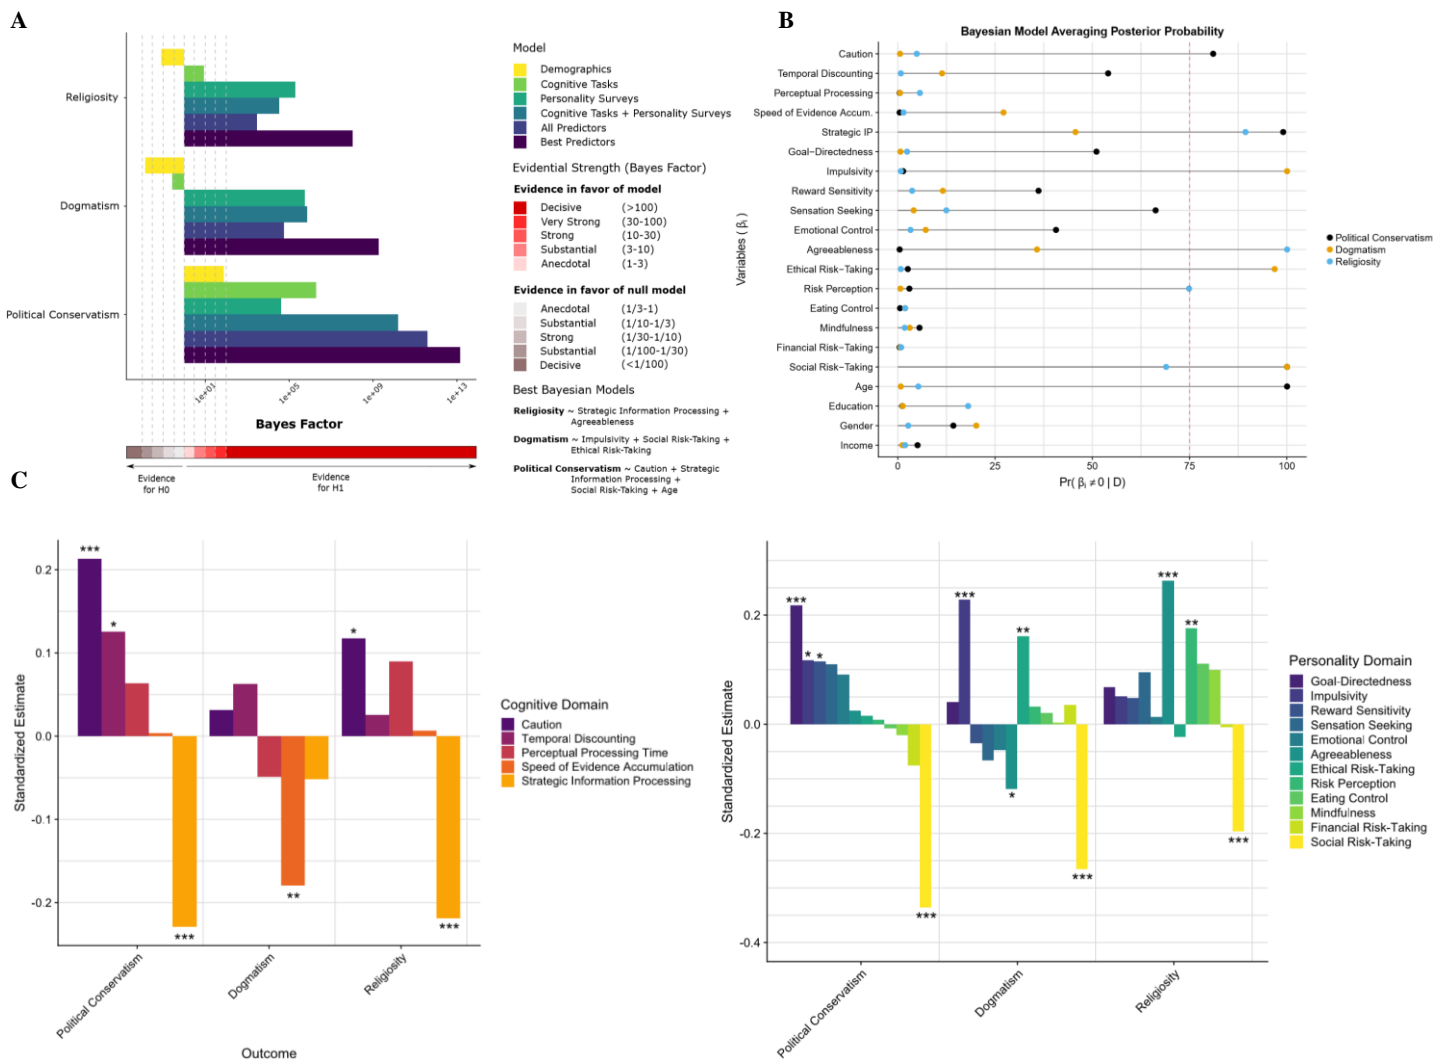 A
Religiosity
Dogmatism
Political Conservatism
1e+01
1e+05
1e+09
1e+13
Bayes Factor
Evidence
for H0
Evidence
for H1
Model
Demographics
Cognitive Tasks
Personality Surveys
Cognitive Tasks + Personality Surveys
All Predictors
Best Predictors
Evidential Strength (Bayes Factor)
Evidence in favor of model
Decisive (>100)
Very Strong (30-100)
Strong (10-30)
Substantial (3-10)
Anecdotal (1-3)
Evidence in favor of null model
Anecdotal (1/3-1)
Substantial (1/10-1/3)
Strong (1/30-1/10)
Substantial (1/100-1/30)
Decisive (<1/100)
Best Bayesian Models
Religiosity ~ Strategic Information Processing +
Agreeableness
Dogmatism ~ Impulsivity + Social Risk-Taking +
Ethical Risk-Taking
Political Conservatism ~ Caution + Strategic
Information Processing +
Social Risk-Taking + Age
B
Bayesian Model Averaging Posterior Probability
Variables ( βi )
Caution
Temporal Discounting
Perceptual Processing
Speed of Evidence Accum.
Strategic IP
Goal−Directedness
Impulsivity
Reward Sensitivity
Sensation Seeking
Emotional Control
Agreeableness
Ethical Risk−Taking
Risk Perception
Eating Control
Mindfulness
Financial Risk−Taking
Social Risk−Taking
Age
Education
Gender
Income
0
25
50
75
100
Pr( βi ≠ 0 | D)
Political Conservatism
Dogmatism
Religiosity
C
Standardized Estimate
0.2
0.1
0.0
-0.1
-0.2
***
*
***
**
*
***
Political Conservatism
Dogmatism
Religiosity
Outcome
Cognitive Domain
Caution
Temporal Discounting
Perceptual Processing Time
Speed of Evidence Accumulation
Strategic Information Processing
Standardized Estimate
0.2
0.0
-0.2
-0.4
***
*
*
***
***
*
**
***
***
**
***
Political Conservatism
Dogmatism
Religiosity
Personality Domain
Goal-Directedness
Impulsivity
Reward Sensitivity
Sensation Seeking
Emotional Control
Agreeableness
Ethical Risk-Taking
Risk Perception
Eating Control
Mindfulness
Financial Risk-Taking
Social Risk-Taking